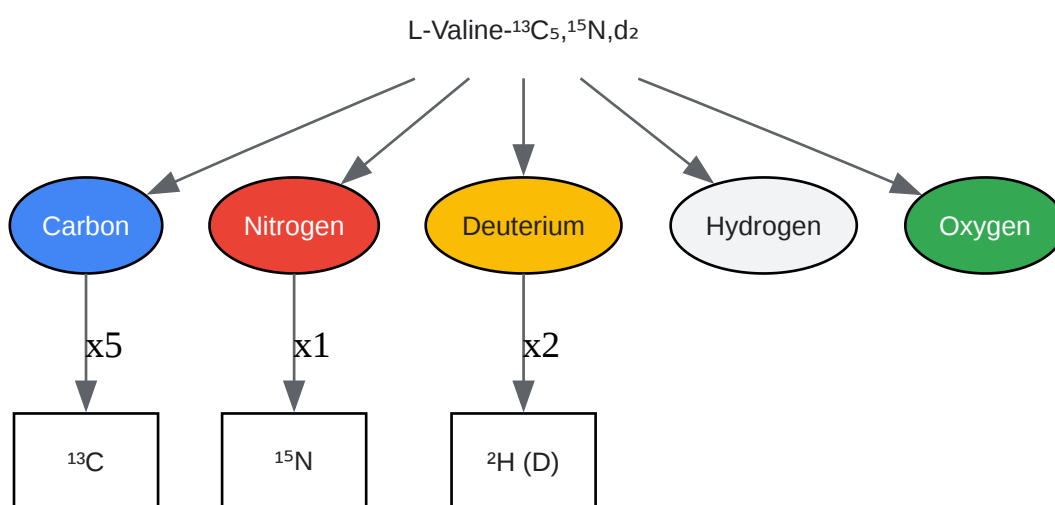 L-Valine-¹³C₅,¹⁵N,d₂
Carbon
Nitrogen
Deuterium
Hydrogen
Oxygen
x5
x1
x2
¹³C
¹⁵N
²H (D)